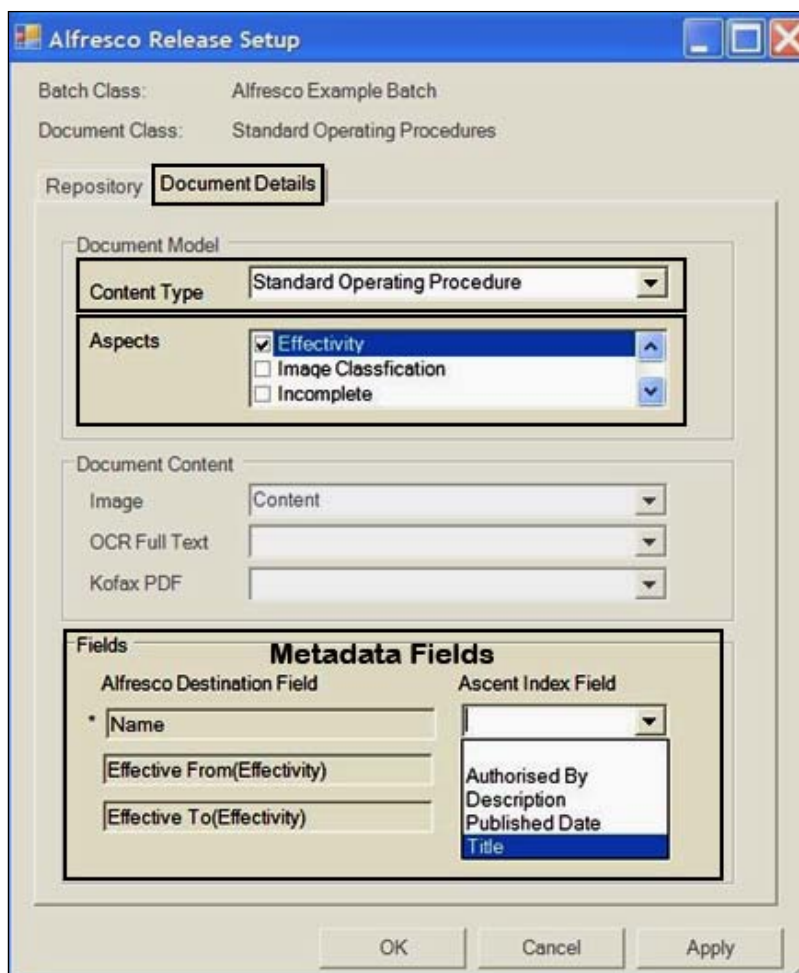 Alfresco Release Setup
Batch Class: Alfresco Example Batch
Document Class: Standard Operating Procedures
Repository Document Details
Document Model
Content Type Standard Operating Procedure
Aspects Effectivity
Image Classfication
Incomplete
Document Content
Image Content
OCR Full Text
Kofax PDF
Fields
Metadata Fields
Alfresco Destination Field Ascent Index Field
* Name
Effective From(Effectivity)
Effective To(Effectivity)
Authorised By
Description
Published Date
Title
OK Cancel Apply